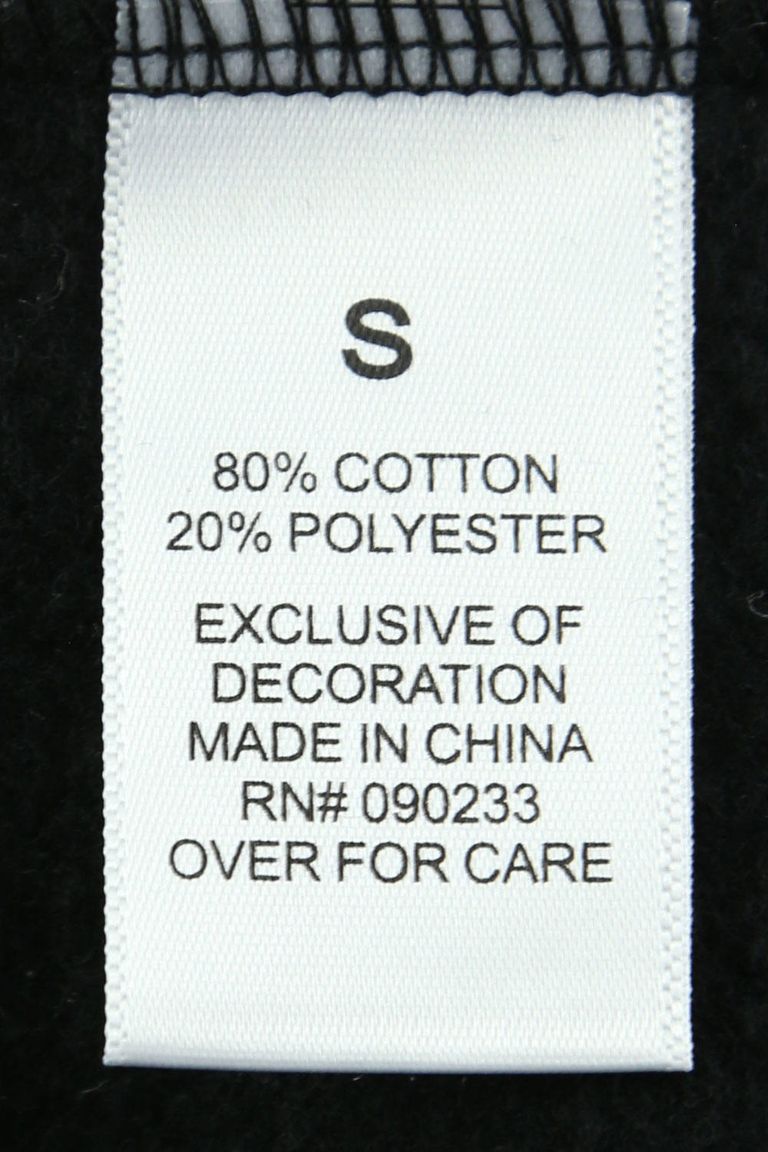 S
80% COTTON
20% POLYESTER
EXCLUSIVE OF
DECORATION
MADE IN CHINA
RN# 090233
OVER FOR CARE